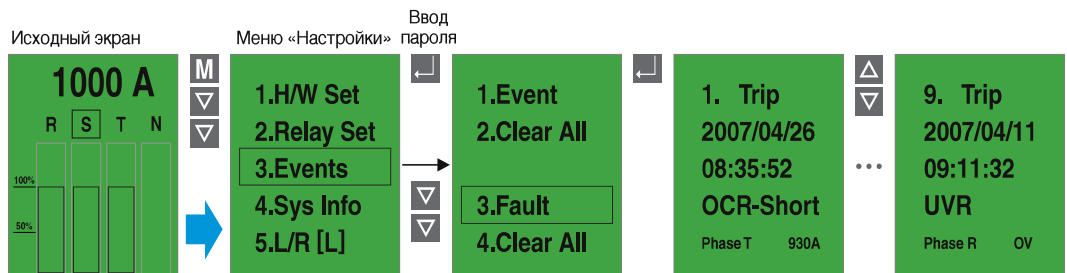 Исходный экран
1000 A
R S T N
100%
50%
M
Меню «Настройки»
1.H/W Set
2.Relay Set
3.Events
4.Sys Info
5.L/R [L]
Ввод
пароля
1.Event
2.Clear All
3.Fault
4.Clear All
1. Trip
2007/04/26
08:35:52
OCR-Short
Phase T 930A
...
9. Trip
2007/04/11
09:11:32
UVR
Phase R OV